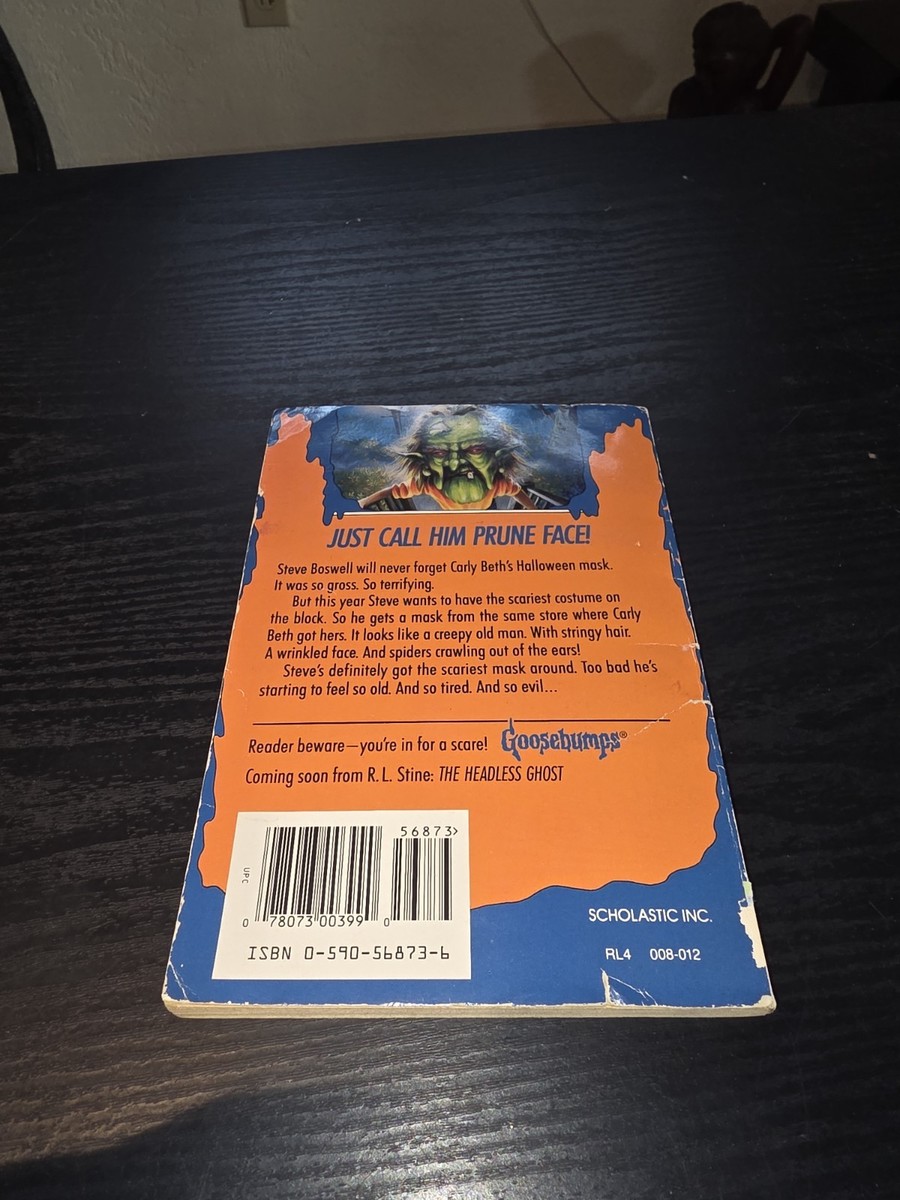 JUST CALL HIM PRUNE FACE!
Steve Boswell will never forget Carly Beth's Halloween mask.
It was so gross. So terrifying.
But this year Steve wants to have the scariest costume on
the block. So he gets a mask from the same store where Carly
Beth got hers. It looks like a creepy old man. With stringy hair.
A wrinkled face. And spiders crawling out of the ears!
Steve's definitely got the scariest mask around. Too bad he's
starting to feel so old. And so tired. And so evil...
Reader beware—you're in for a scare! Goosebumps®
Coming soon from R.L. Stine: THE HEADLESS GHOST
56873>
UPC
0 78073 00399 0
ISBN 0-590-56873-6
SCHOLASTIC INC.
RL4 008-012